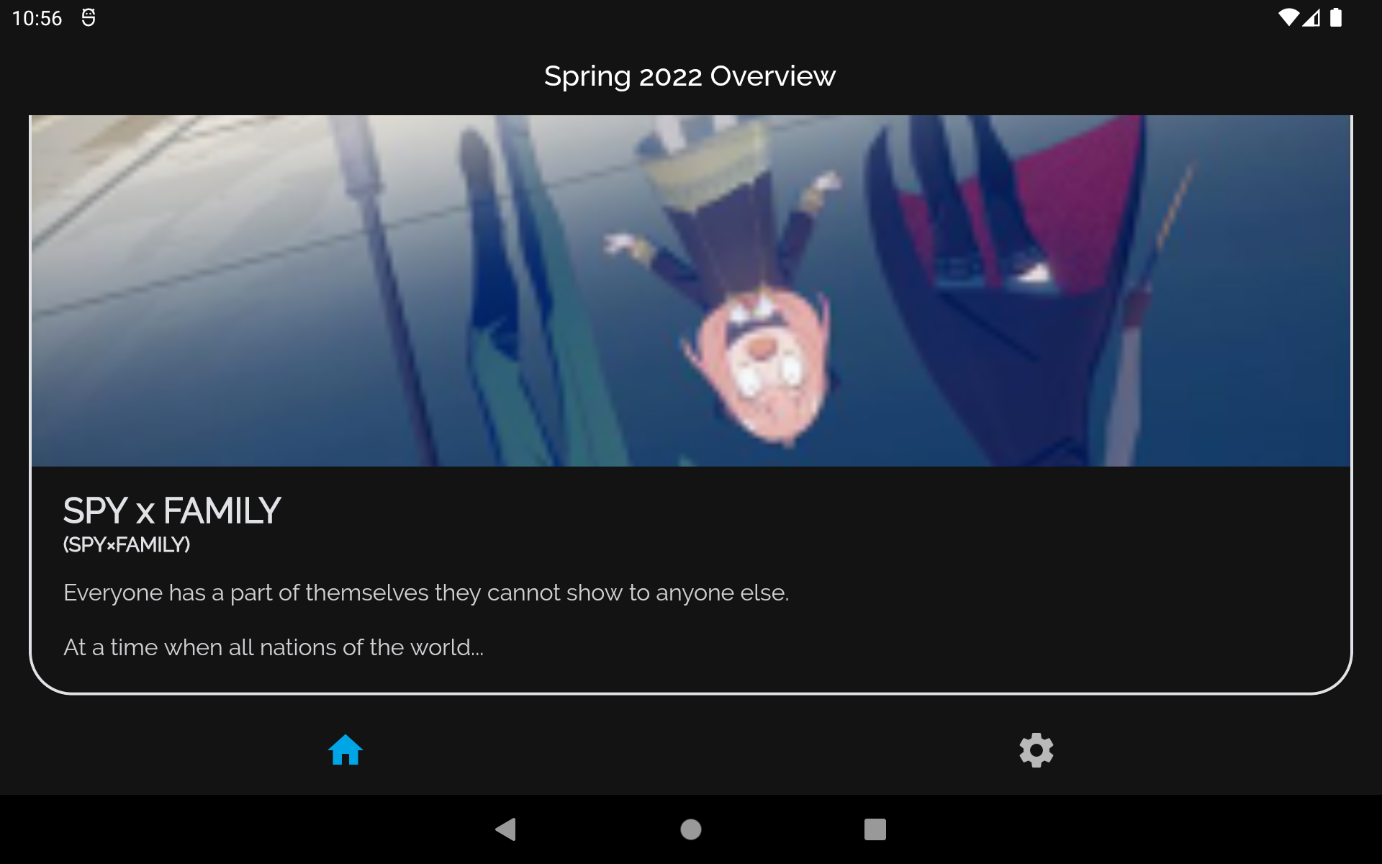 10:56
Spring 2022 Overview
SPY x FAMILY
(SPY×FAMILY)
Everyone has a part of themselves they cannot show to anyone else.
At a time when all nations of the world...